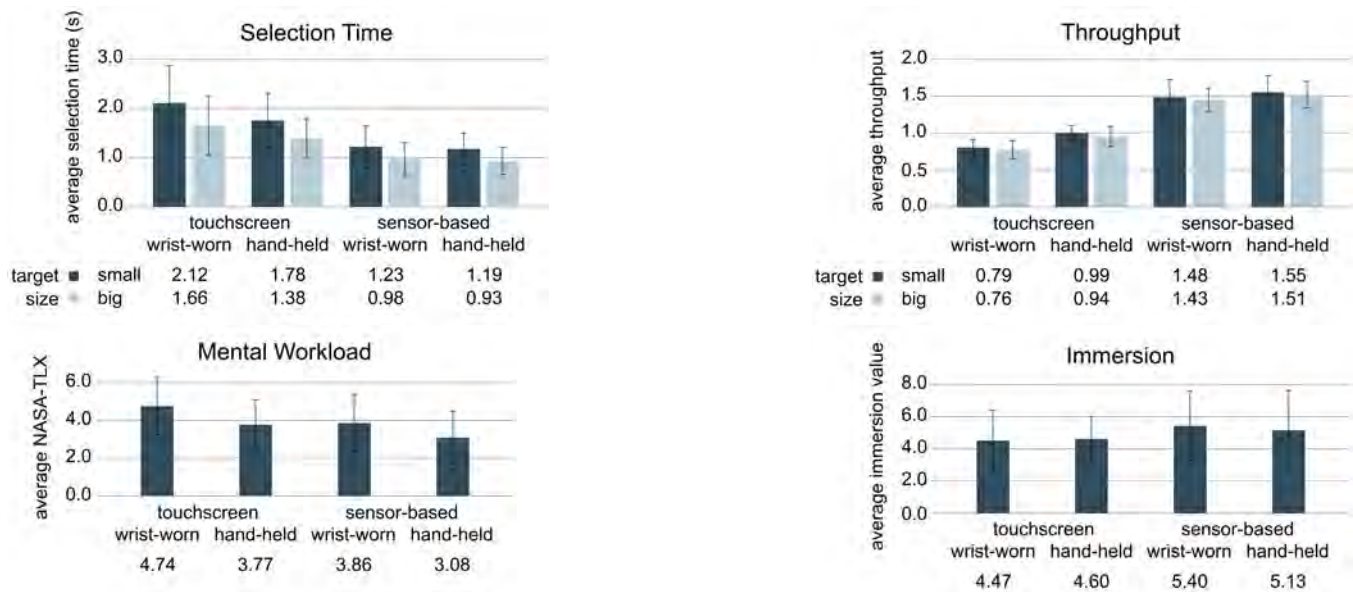 Selection Time
average selection time (s)
3.0
2.0
1.0
0.0
touchscreen sensor-based
wrist-worn hand-held wrist-worn hand-held
target small 2.12 1.78 1.23 1.19
size big 1.66 1.38 0.98 0.93
Throughput
average throughput
2.0
1.5
1.0
0.5
0.0
touchscreen sensor-based
wrist-worn hand-held wrist-worn hand-held
target small 0.79 0.99 1.48 1.55
size big 0.76 0.94 1.43 1.51
Mental Workload
average NASA-TLX
6.0
4.0
2.0
0.0
touchscreen sensor-based
wrist-worn hand-held wrist-worn hand-held
4.74 3.77 3.86 3.08
Immersion
average immersion value
8.0
6.0
4.0
2.0
0.0
touchscreen sensor-based
wrist-worn hand-held wrist-worn hand-held
4.47 4.60 5.40 5.13